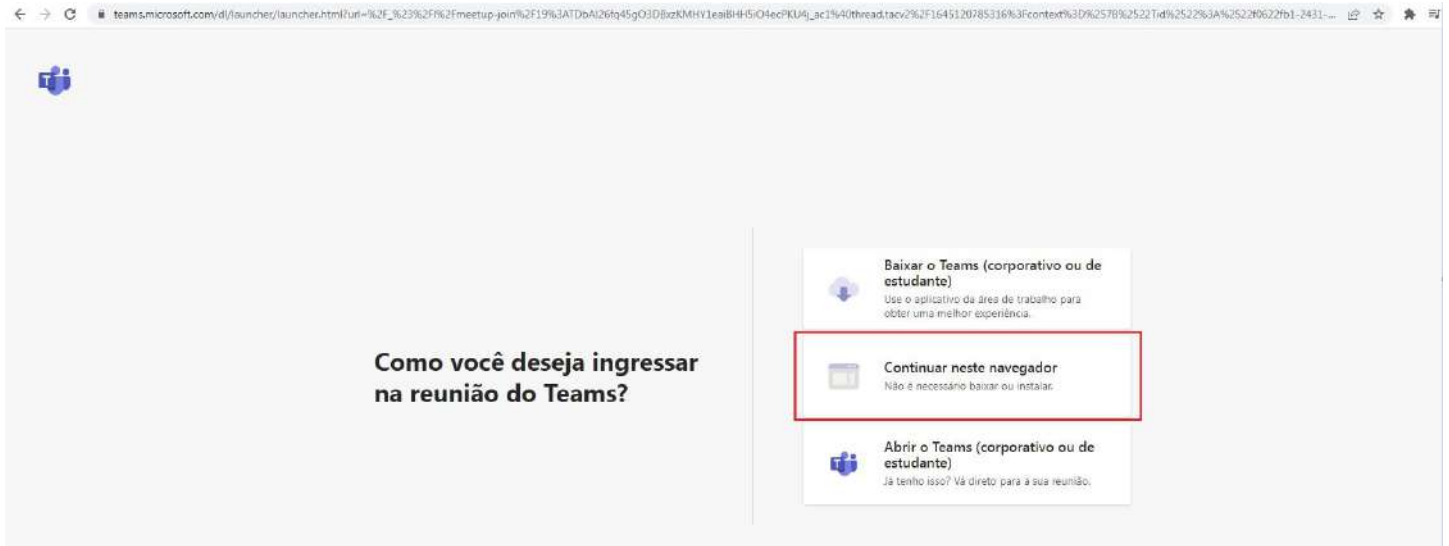 Como você deseja ingressar
na reunião do Teams?
Baixar o Teams (corporativo ou de
estudante)
Use o aplicativo da área de trabalho para
obter uma melhor experiência.
Continuar neste navegador
Não é necessário baixar ou instalar.
Abrir o Teams (corporativo ou de
estudante)
Já tenho isso? Vá direto para a sua reunião.